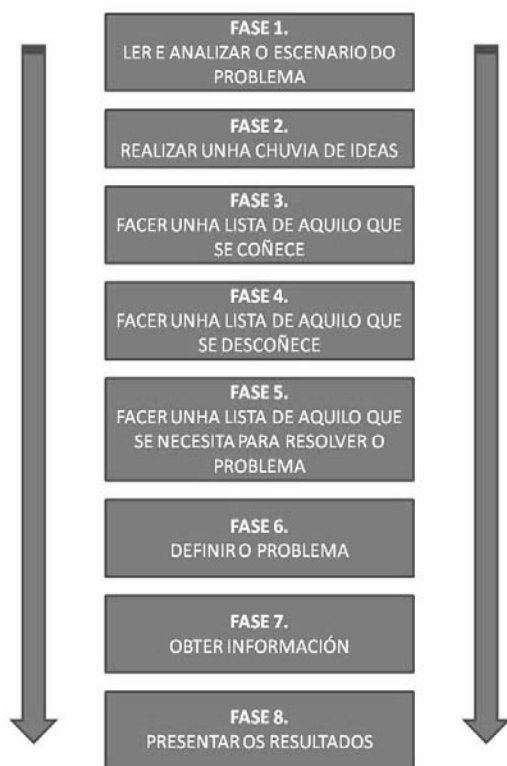 FASE 1.
LER E ANALIZAR O ESCENARIO DO
PROBLEMA
FASE 2.
REALIZAR UNHA CHUVIA DE IDEAS
FASE 3.
FACER UNHA LISTA DE AQUILO QUE
SE COÑECE
FASE 4.
FACER UNHA LISTA DE AQUILO QUE
SE DESCOÑECE
FASE 5.
FACER UNHA LISTA DE AQUILO QUE
SE NECESITA PARA RESOLVER O
PROBLEMA
FASE 6.
DEFINIR O PROBLEMA
FASE 7.
OBTER INFORMACIÓN
FASE 8.
PRESENTAR OS RESULTADOS